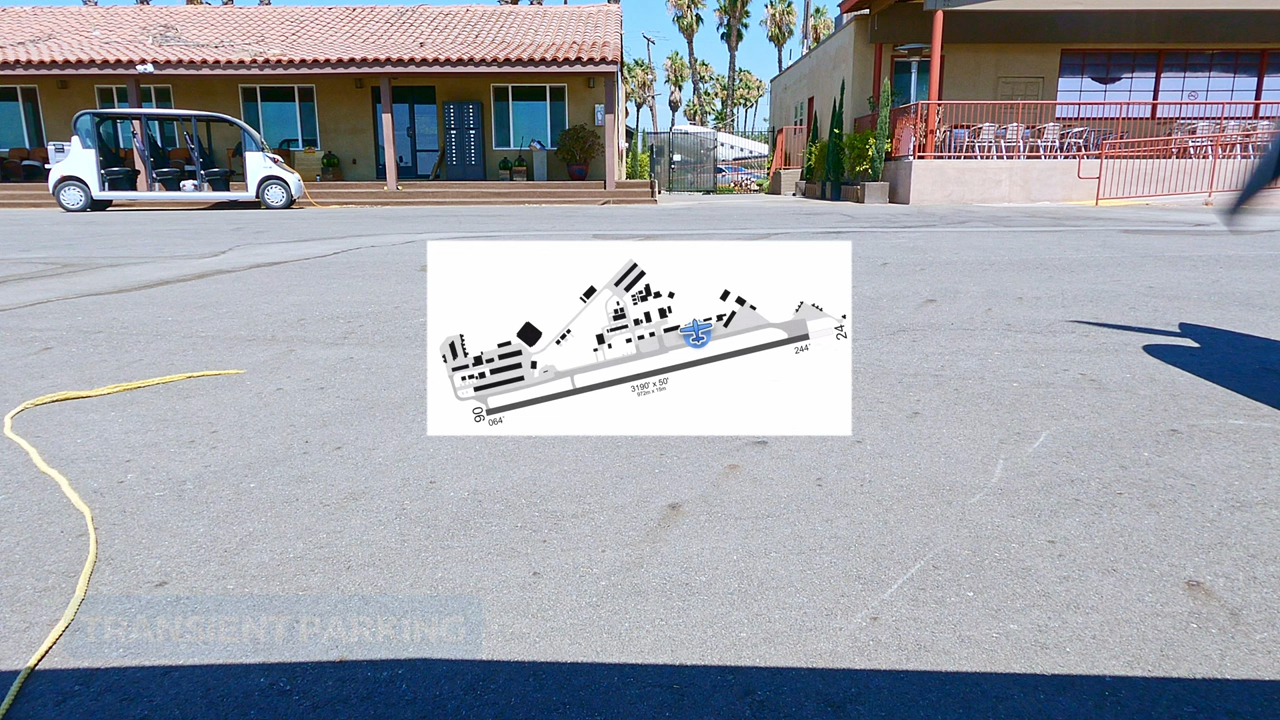 24
244'
3190' x 50'
972m x 15m
06
064'
TRANSIENT PARKING